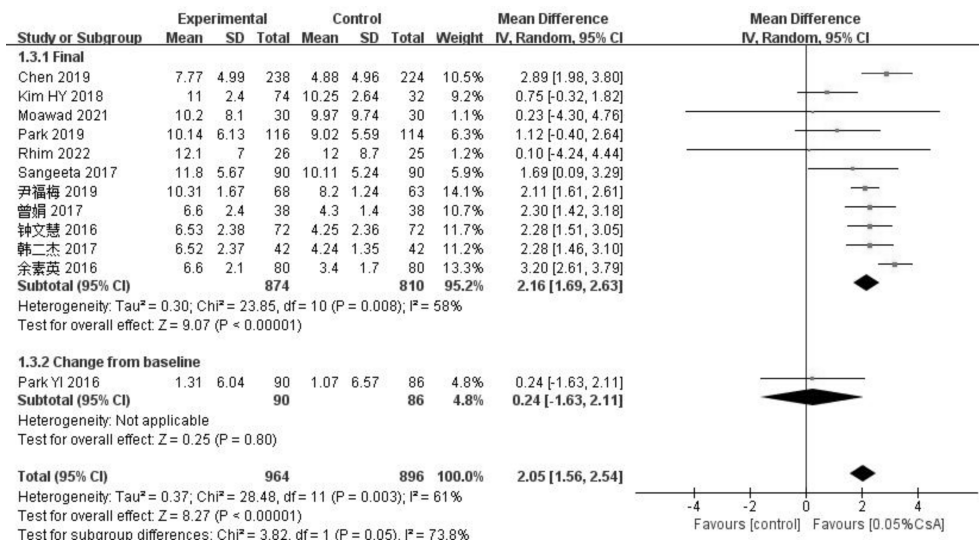 Experimental Control Mean Difference Mean Difference
Study or Subgroup Mean SD Total Mean SD Total Weight IV, Random, 95% CI IV, Random, 95% CI
1.3.1 Final
Chen 2019 7.77 4.99 238 4.88 4.96 224 10.5% 2.89 [1.98, 3.80]
Kim HY 2018 11 2.4 74 10.25 2.64 32 9.2% 0.75 [-0.32, 1.82]
Moawad 2021 10.2 8.1 30 9.97 9.74 30 1.1% 0.23 [-4.30, 4.76]
Park 2019 10.14 6.13 116 9.02 5.59 114 6.3% 1.12 [-0.40, 2.64]
Rhim 2022 12.1 7 26 12 8.7 25 1.2% 0.10 [-4.24, 4.44]
Sangeeta 2017 11.8 5.67 90 10.11 5.24 90 5.9% 1.69 [0.09, 3.29]
尹福梅 2019 10.31 1.67 68 8.2 1.24 63 14.1% 2.11 [1.61, 2.61]
曾娟 2017 6.6 2.4 38 4.3 1.4 38 10.7% 2.30 [1.42, 3.18]
钟文慧 2016 6.53 2.38 72 4.25 2.36 72 11.7% 2.28 [1.51, 3.05]
韩二杰 2017 6.52 2.37 42 4.24 1.35 42 11.2% 2.28 [1.46, 3.10]
余素英 2016 6.6 2.1 80 3.4 1.7 80 13.3% 3.20 [2.61, 3.79]
Subtotal (95% CI) 874 810 95.2% 2.16 [1.69, 2.63]
Heterogeneity: Tau² = 0.30; Chi² = 23.85, df = 10 (P = 0.008); I² = 58%
Test for overall effect: Z = 9.07 (P < 0.00001)
1.3.2 Change from baseline
Park YI 2016 1.31 6.04 90 1.07 6.57 86 4.8% 0.24 [-1.63, 2.11]
Subtotal (95% CI) 90 86 4.8% 0.24 [-1.63, 2.11]
Heterogeneity: Not applicable
Test for overall effect: Z = 0.25 (P = 0.80)
Total (95% CI) 964 896 100.0% 2.05 [1.56, 2.54]
Heterogeneity: Tau² = 0.37; Chi² = 28.48, df = 11 (P = 0.003); I² = 61%
Test for overall effect: Z = 8.27 (P < 0.00001)
Test for subgroup differences: Chi² = 3.82, df = 1 (P = 0.05), I² = 73.8%
-4 -2 0 2 4
Favours [control] Favours [0.05%CsA]